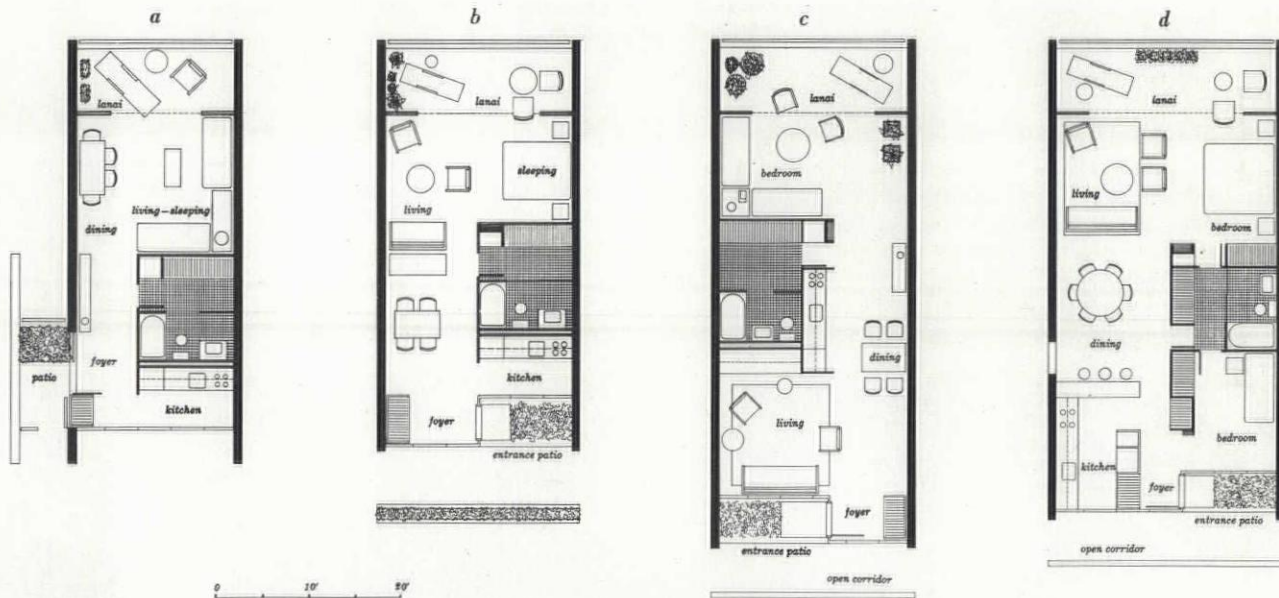 a
lanai
living – sleeping
dining
foyer
patio
kitchen
b
lanai
sleeping
living
kitchen
foyer
entrance patio
c
lanai
bedroom
dining
living
foyer
entrance patio
open corridor
d
lanai
living
bedroom
dining
bedroom
kitchen
foyer
entrance patio
open corridor
0 10' 20'